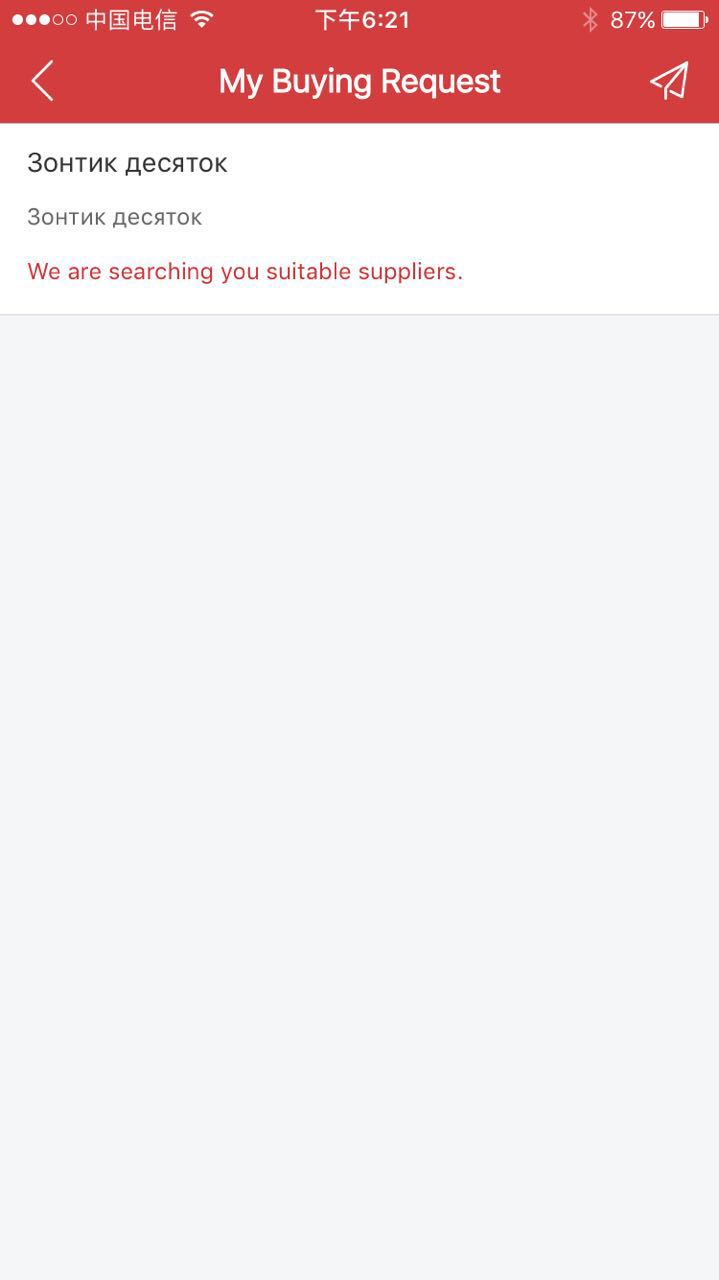 中国电信 下午6:21 87%
My Buying Request
Зонтик десяток
Зонтик десяток
We are searching you suitable suppliers.